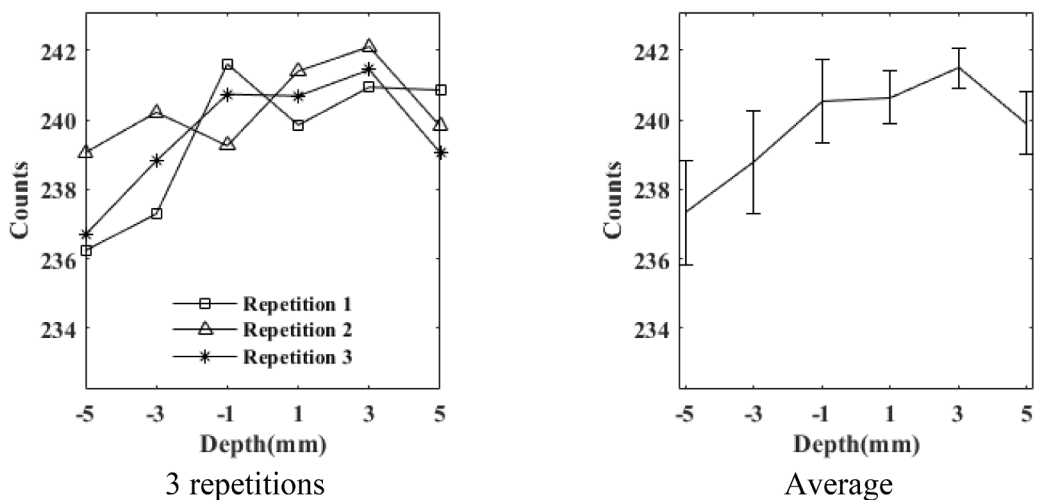 242
240
238
236
234
Counts
Repetition 1
Repetition 2
Repetition 3
-5 -3 -1 1 3 5
Depth(mm)
3 repetitions
242
240
238
236
234
Counts
-5 -3 -1 1 3 5
Depth(mm)
Average